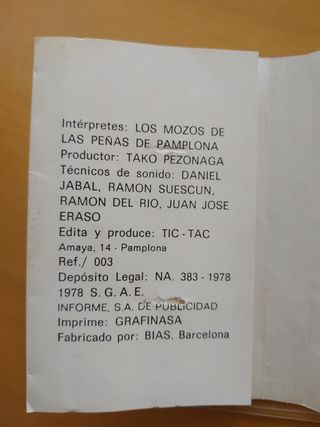 Intérpretes: LOS MOZOS DE
LAS PEÑAS DE PAMPLONA
Productor: TAKO PEZONAGA
Técnicos de sonido: DANIEL
JABAL, RAMON SUESCUN,
RAMON DEL RIO, JUAN JOSE
ERASO
Edita y produce: TIC - TAC
Amaya, 14 - Pamplona
Ref./ 003
Depósito Legal: NA. 383 - 1978
1978 S. G. A. E.
INFORME, S.A. DE PUBLICIDAD
Imprime: GRAFINASA
Fabricado por: BIAS. Barcelona